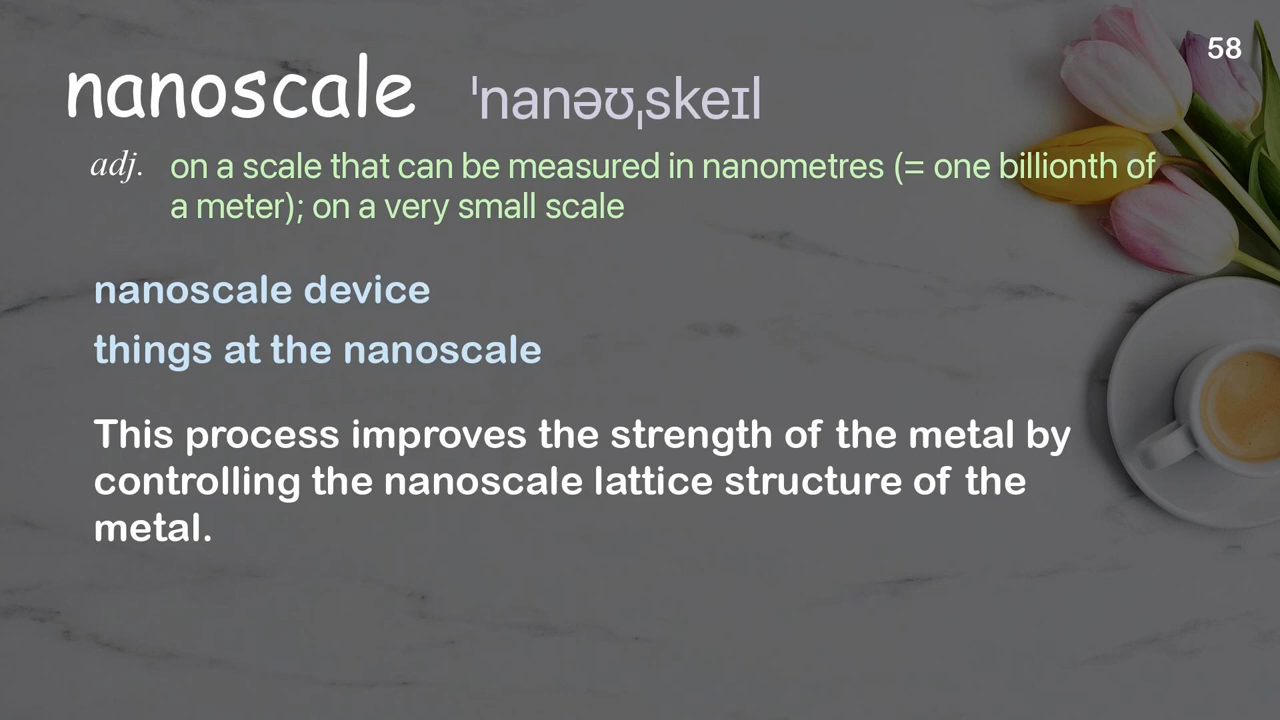 58
nanoscale ˈnanəʊˌskeɪl
adj. on a scale that can be measured in nanometres (= one billionth of
a meter); on a very small scale
nanoscale device
things at the nanoscale
This process improves the strength of the metal by
controlling the nanoscale lattice structure of the
metal.